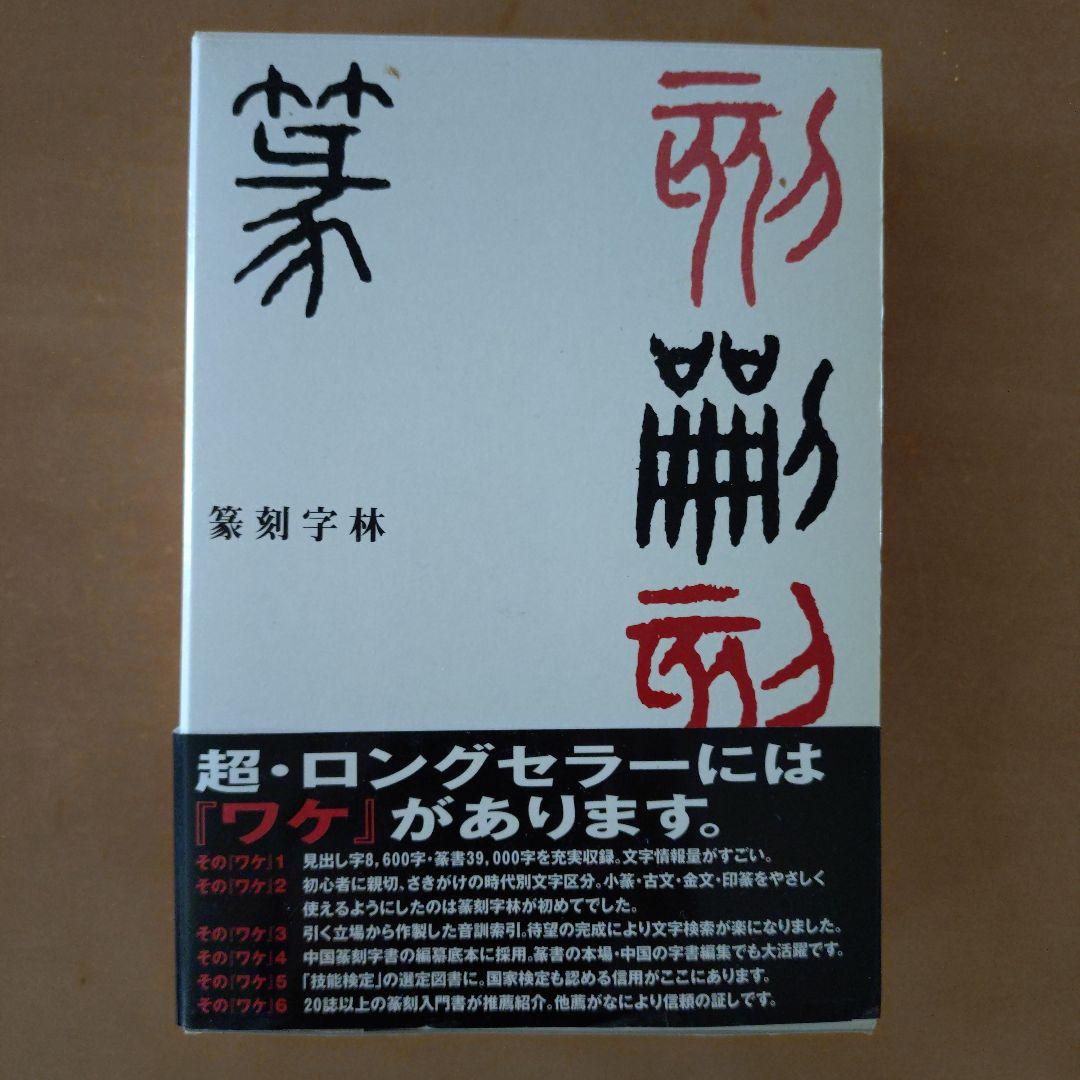 篆
刻
刻
刻
篆刻字林
超・ロングセラーには
『ワケ』があります。
その『ワケ』1 見出し字8,600字・篆書39,000字を充実収録。文字情報量がすごい。
その『ワケ』2 初心者に親切、さきがけの時代別文字区分。小篆・古文・金文・印篆をやさしく
使えるようにしたのは篆刻字林が初めてでした。
その『ワケ』3 引く立場から作製した音訓索引。待望の完成により文字検索が楽になりました。
その『ワケ』4 中国篆刻字書の編纂底本に採用。篆書の本場・中国の字書編集でも大活躍です。
その『ワケ』5 「技能検定」の選定図書に。国家検定も認める信用がここにあります。
その『ワケ』6 20誌以上の篆刻入門書が推薦紹介。他薦がなにより信頼の証しです。